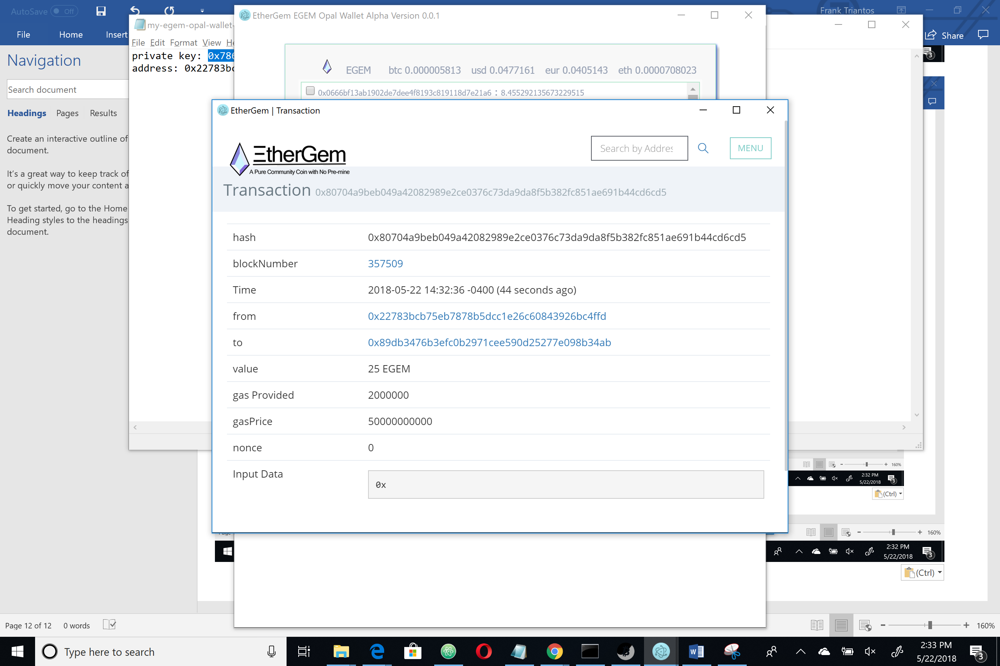 AutoSave Off
Frank Triantos
File Home Insert
Share
Navigation
Search document
Headings Pages Results
Create an interactive outline of
document.
It's a great way to keep track of
or quickly move your content a
To get started, go to the Home
Heading styles to the headings
document.
my-egem-opal-wallet-
File Edit Format View He
private key: 0x786
address: 0x22783bc
EtherGem EGEM Opal Wallet Alpha Version 0.0.1
EGEM btc 0.000005813 usd 0.0477161 eur 0.0405143 eth 0.0000708023
0x0666bf13ab1902de7dee4f8193c819118d7e21a6 : 8.455292135673229515
3
EtherGem | Transaction
ΞtherGem
A Pure Community Coin with No Pre-mine
Search by Addres
MENU
Transaction 0x80704a9beb049a42082989e2ce0376c73da9da8f5b382fc851ae691b44cd6cd5
hash 0x80704a9beb049a42082989e2ce0376c73da9da8f5b382fc851ae691b44cd6cd5
blockNumber 357509
Time 2018-05-22 14:32:36 -0400 (44 seconds ago)
from 0x22783bcb75eb7878b5dcc1e26c60843926bc4ffd
to 0x89db3476b3efc0b2971cee590d25277e098b34ab
value 25 EGEM
gas Provided 2000000
gasPrice 50000000000
nonce 0
Input Data 0x
160%
2:32 PM
5/22/2018
3
(Ctrl)
160%
2:32 PM
5/22/2018
3
(Ctrl)
Page 12 of 12 0 words
160%
Type here to search
2:33 PM
5/22/2018
3